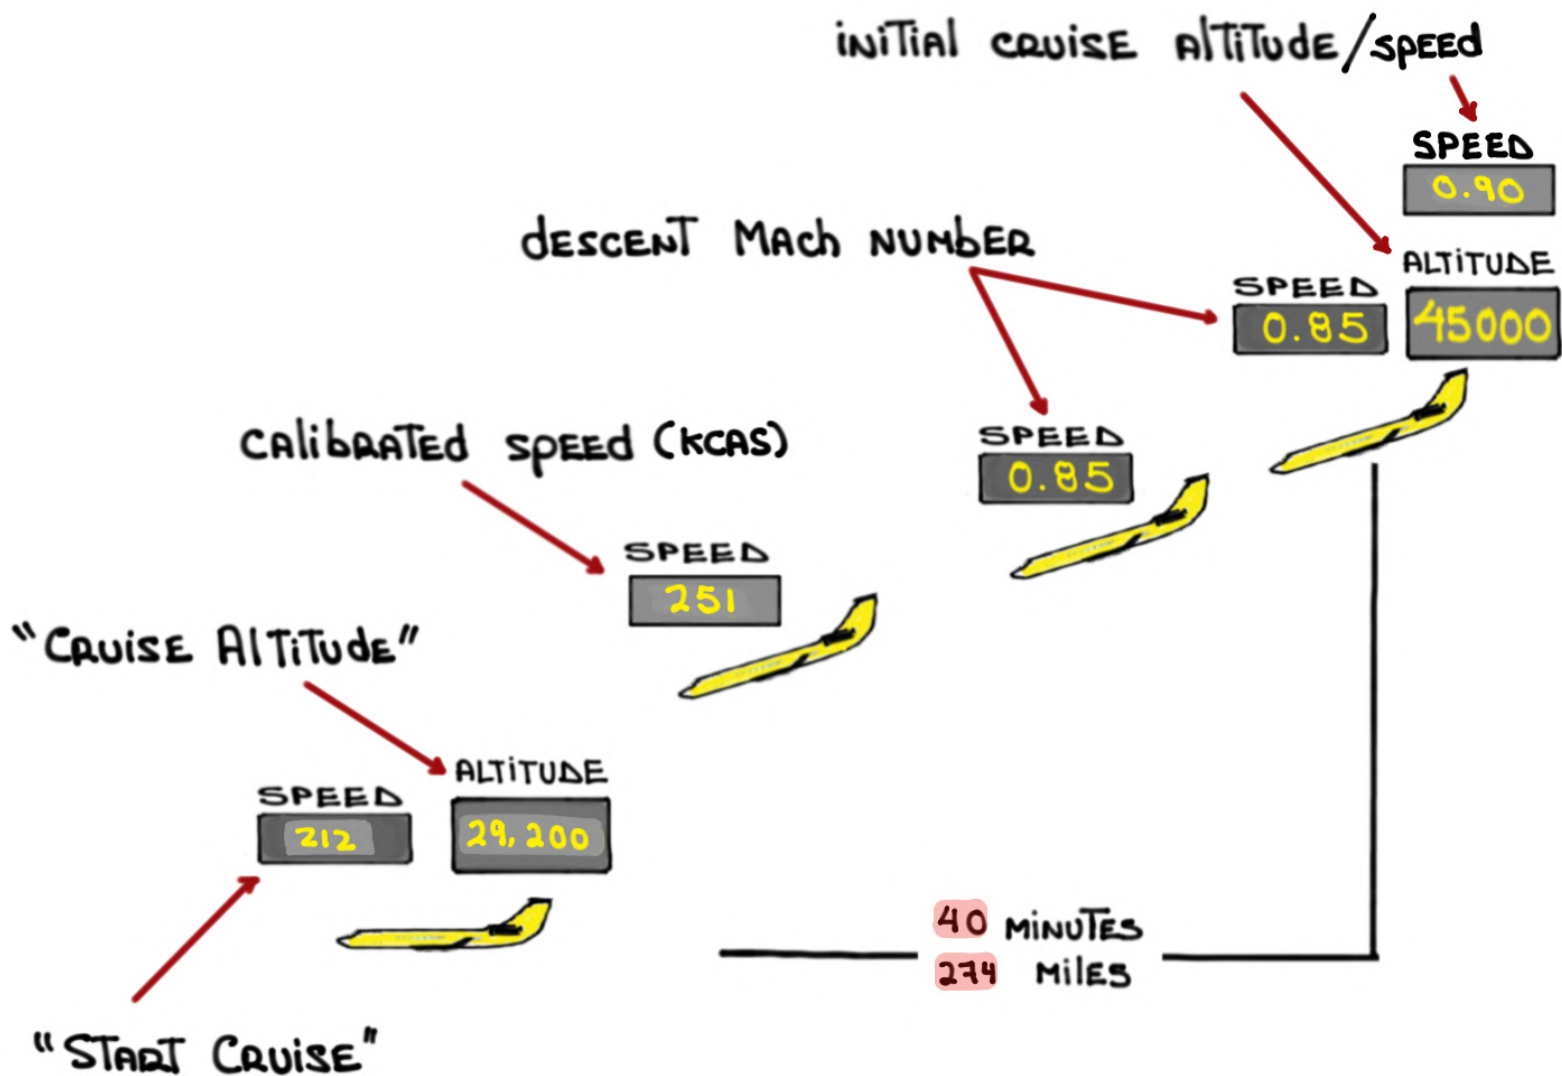 INITIAL CRUISE ALTITUDE/SPEED
SPEED
0.90
DESCENT MACH NUMBER
ALTITUDE
45000
SPEED
0.85
CALIBRATED SPEED (KCAS)
SPEED
0.85
SPEED
251
"CRUISE ALTITUDE"
ALTITUDE
29,200
SPEED
212
40 MINUTES
274 MILES
"START CRUISE"